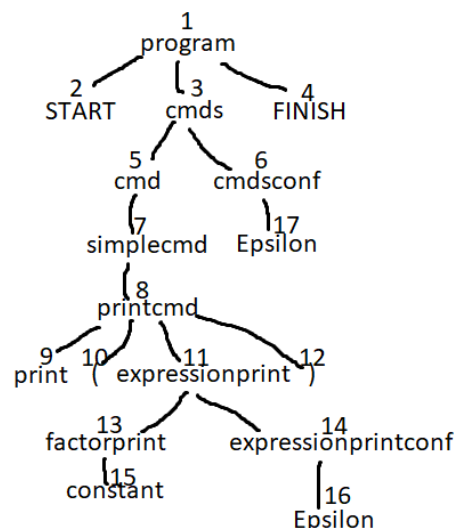 1
program
2 3 4
START cmds FINISH
5 6
cmd cmdsconf
7 17
simplecmd Epsilon
8
printcmd
9 10 11 12
print ( expressionprint )
13 14
factorprint expressionprintconf
15 16
constant Epsilon